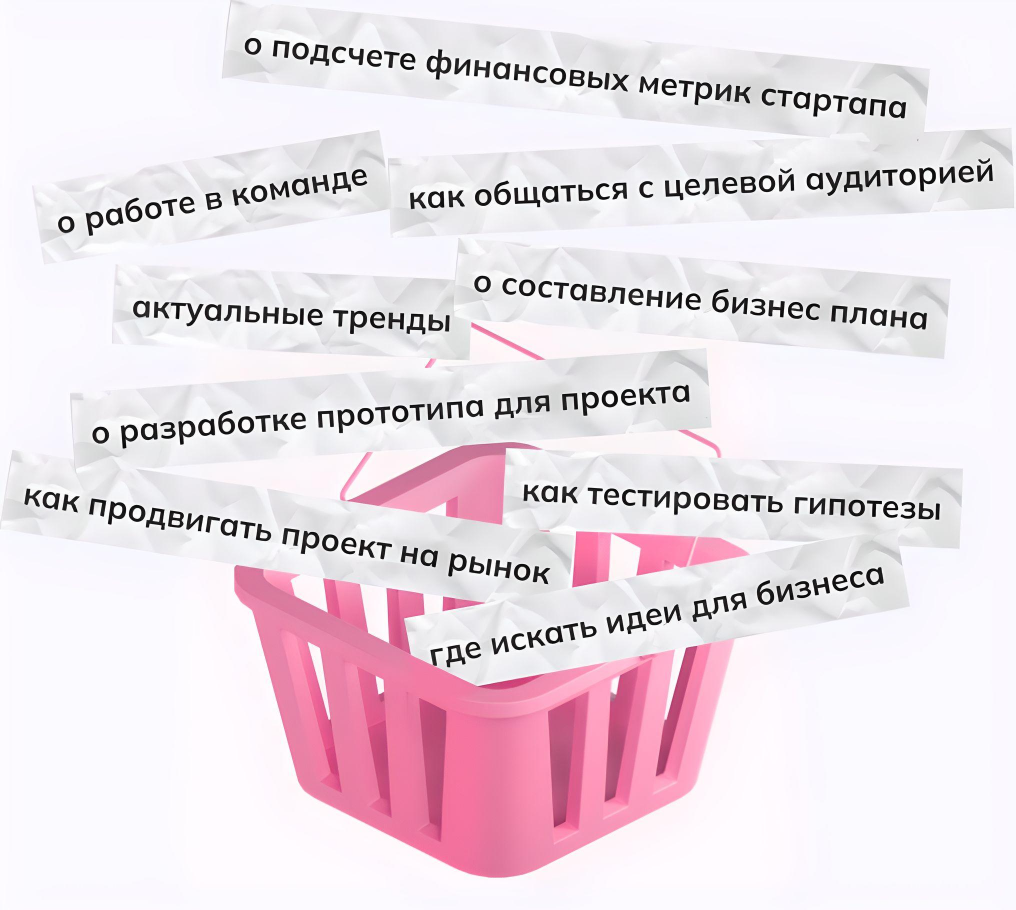 о подсчете финансовых метрик стартапа
о работе в команде
как общаться с целевой аудиторией
актуальные тренды
о составление бизнес плана
о разработке прототипа для проекта
как продвигать проект на рынок
как тестировать гипотезы
где искать идеи для бизнеса